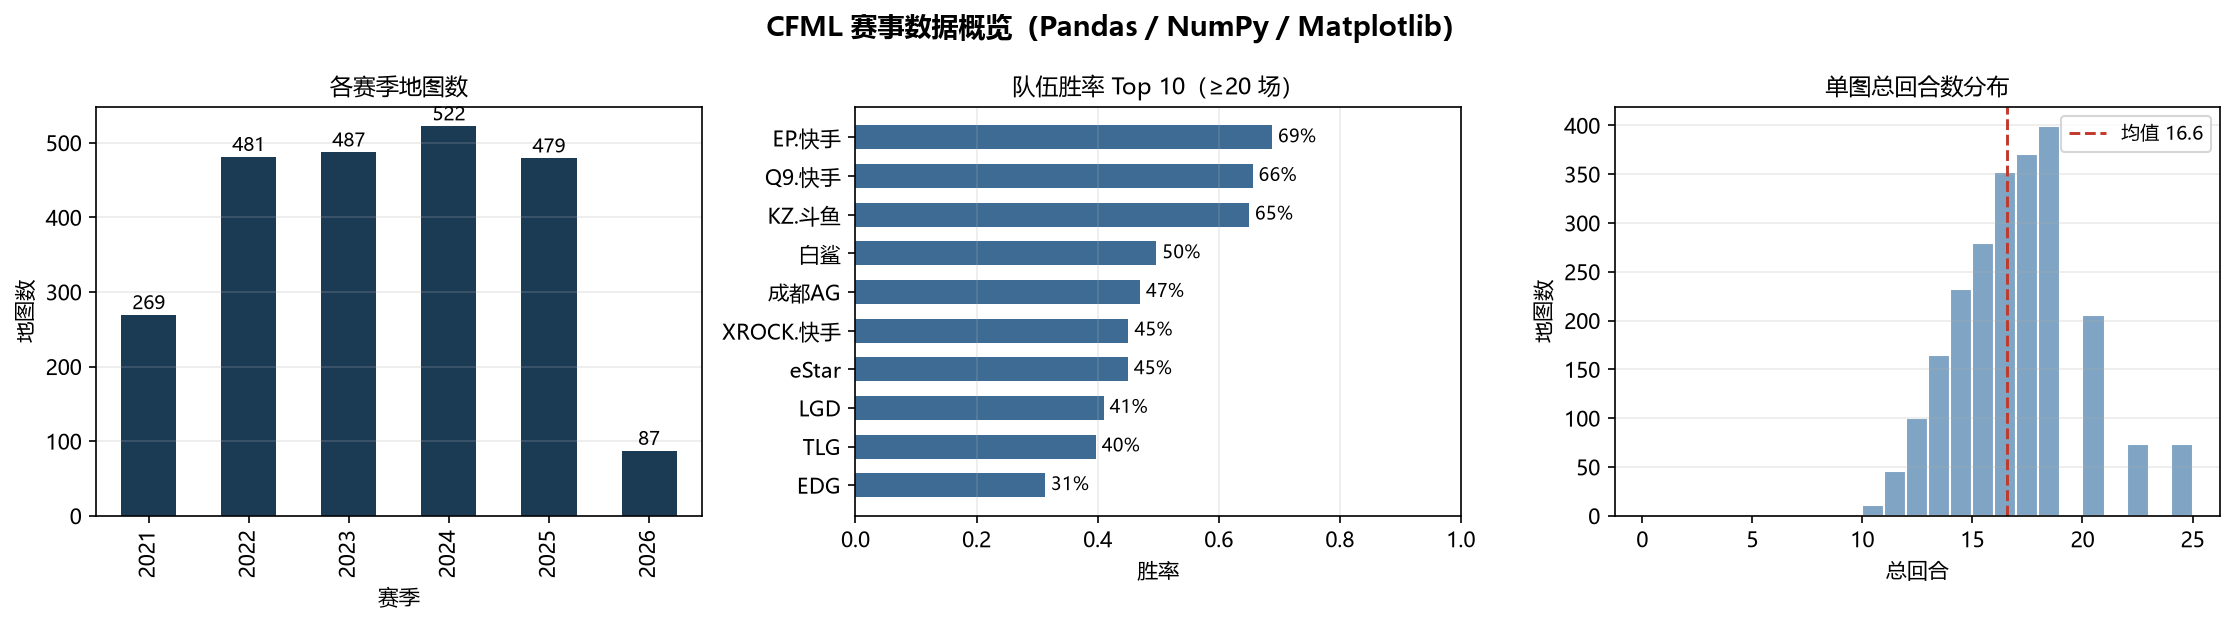 CFML 赛事数据概览（Pandas / NumPy / Matplotlib）
各赛季地图数
地图数
500
400
300
200
100
0
269
481
487
522
479
87
2021
2022
2023
2024
2025
2026
赛季
队伍胜率 Top 10（≥20 场）
EP.快手 69%
Q9.快手 66%
KZ.斗鱼 65%
白鲨 50%
成都AG 47%
XROCK.快手 45%
eStar 45%
LGD 41%
TLG 40%
EDG 31%
0.0 0.2 0.4 0.6 0.8 1.0
胜率
单图总回合数分布
均值 16.6
地图数
400
350
300
250
200
150
100
50
0
0 5 10 15 20 25
总回合